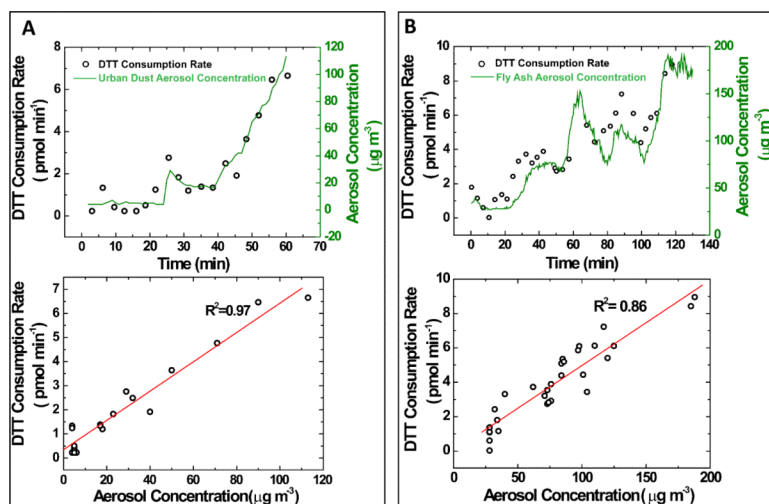 A
DTT Consumption Rate
( pmol min⁻¹)
8
6
4
2
0
DTT Consumption Rate
Urban Dust Aerosol Concentration
120
100
80
60
40
20
0
-20
Aerosol Concentration
(μg m⁻³)
0 10 20 30 40 50 60 70
Time (min)
DTT Consumption Rate
( pmol min⁻¹)
7
6
5
4
3
2
1
0
R²=0.97
0 20 40 60 80 100 120
Aerosol Concentration(μg m⁻³)
B
DTT Consumption Rate
( pmol min⁻¹)
10
8
6
4
2
0
DTT Consumption Rate
Fly Ash Aerosol Concentration
200
150
100
50
0
Aerosol Concentration
(μg m⁻³)
0 20 40 60 80 100 120 140
Time (min)
DTT Consumption Rate
( pmol min⁻¹)
10
8
6
4
2
0
R²=0.86
0 50 100 150 200
Aerosol Concentration(μg m⁻³)